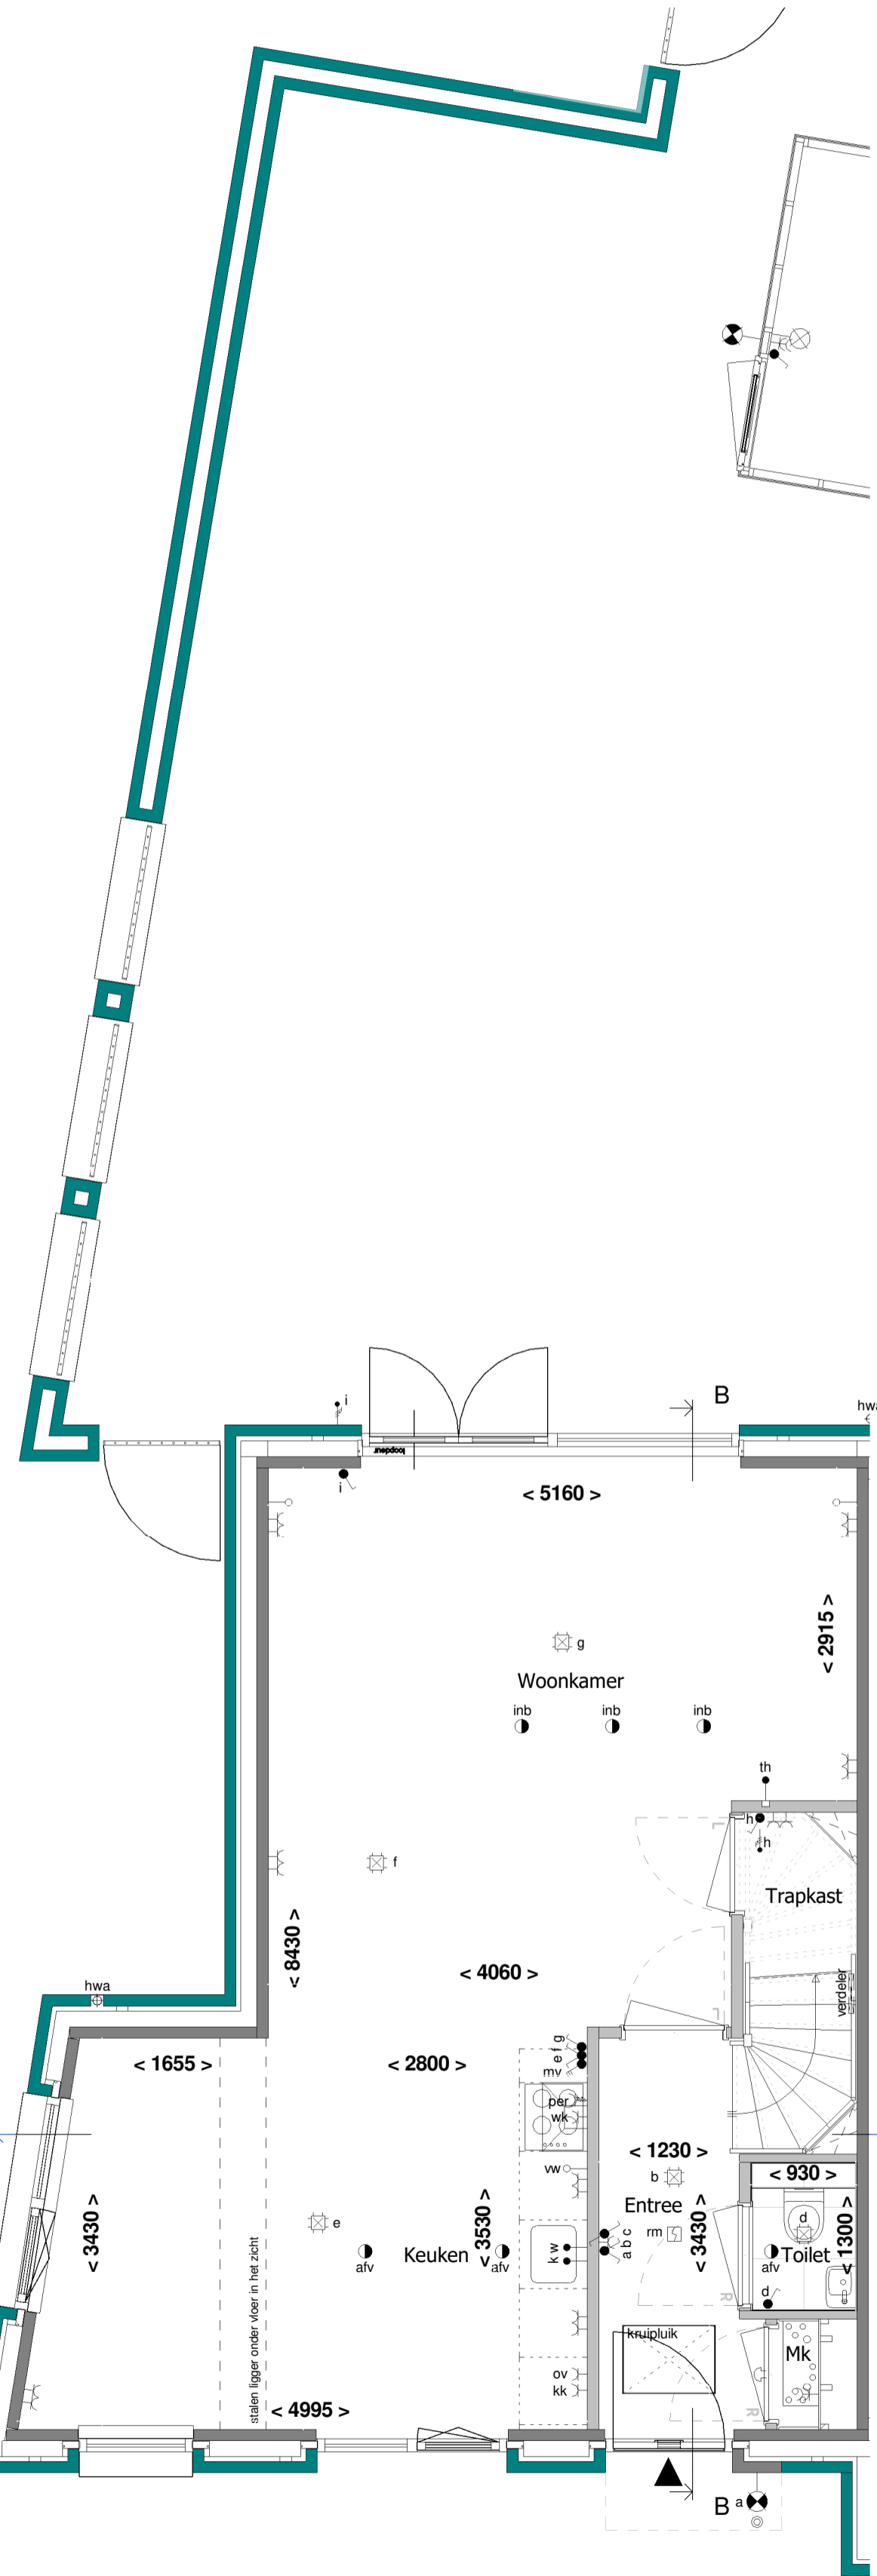 i
B
hwa
loopdeur
i
< 5160 >
< 2915 >
g
Woonkamer
inb
inb
inb
th
h
h
f
Trapkast
< 8430 >
< 4060 >
verdeler
hwa
e f g
< 1655 >
< 2800 >
mv
per
wk
< 1230 >
vw
b
< 930 >
Entree
d
< 3430 >
stalen ligger onder vloer in het zicht
e
Keuken
< 3530 >
afv
afv
k w
a b c
rm
< 3430 >
afv
Toilet
< 1300 >
d
R
kruipluik
Mk
ov
kk
R
< 4995 >
B
a